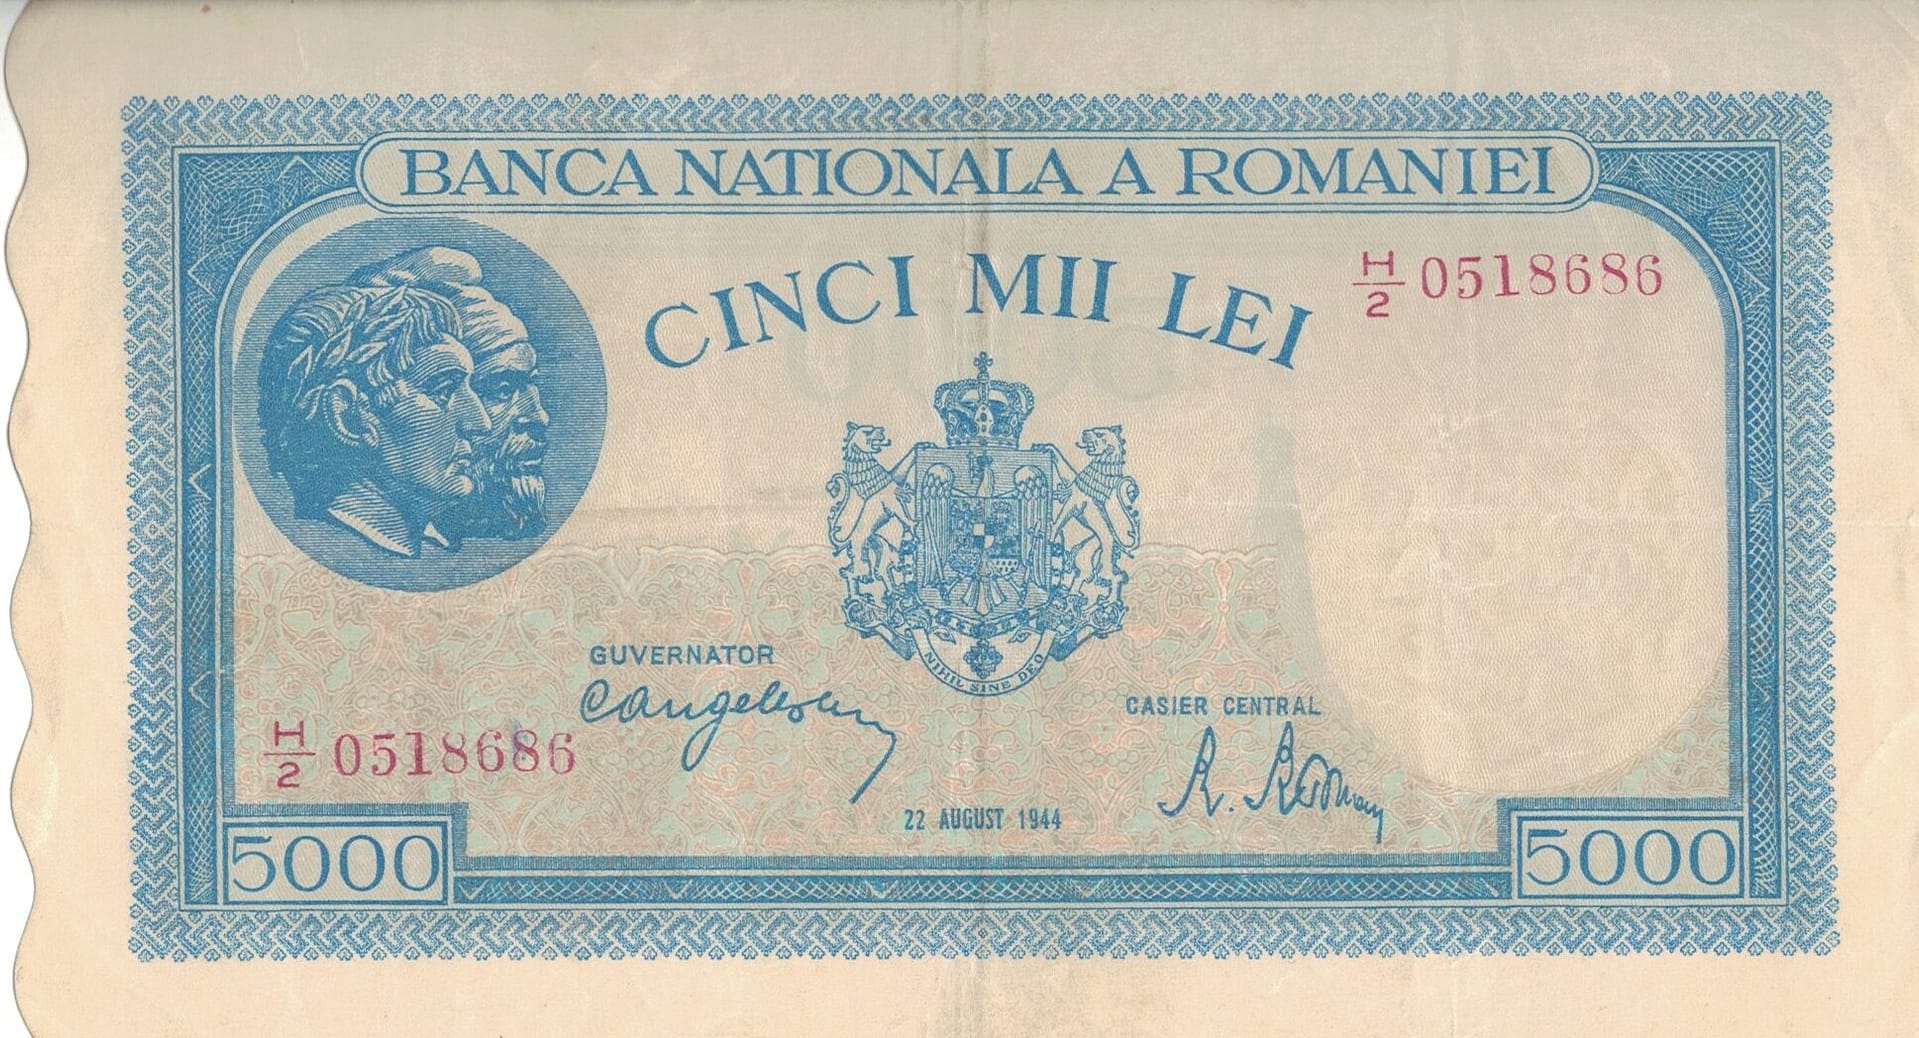 BANCA NATIONALA A ROMANIEI
CINCI MII LEI
H/2 0518686
NIHIL SINE DEO
GUVERNATOR
CASIER CENTRAL
H/2 0518686
22 AUGUST 1944
5000
5000